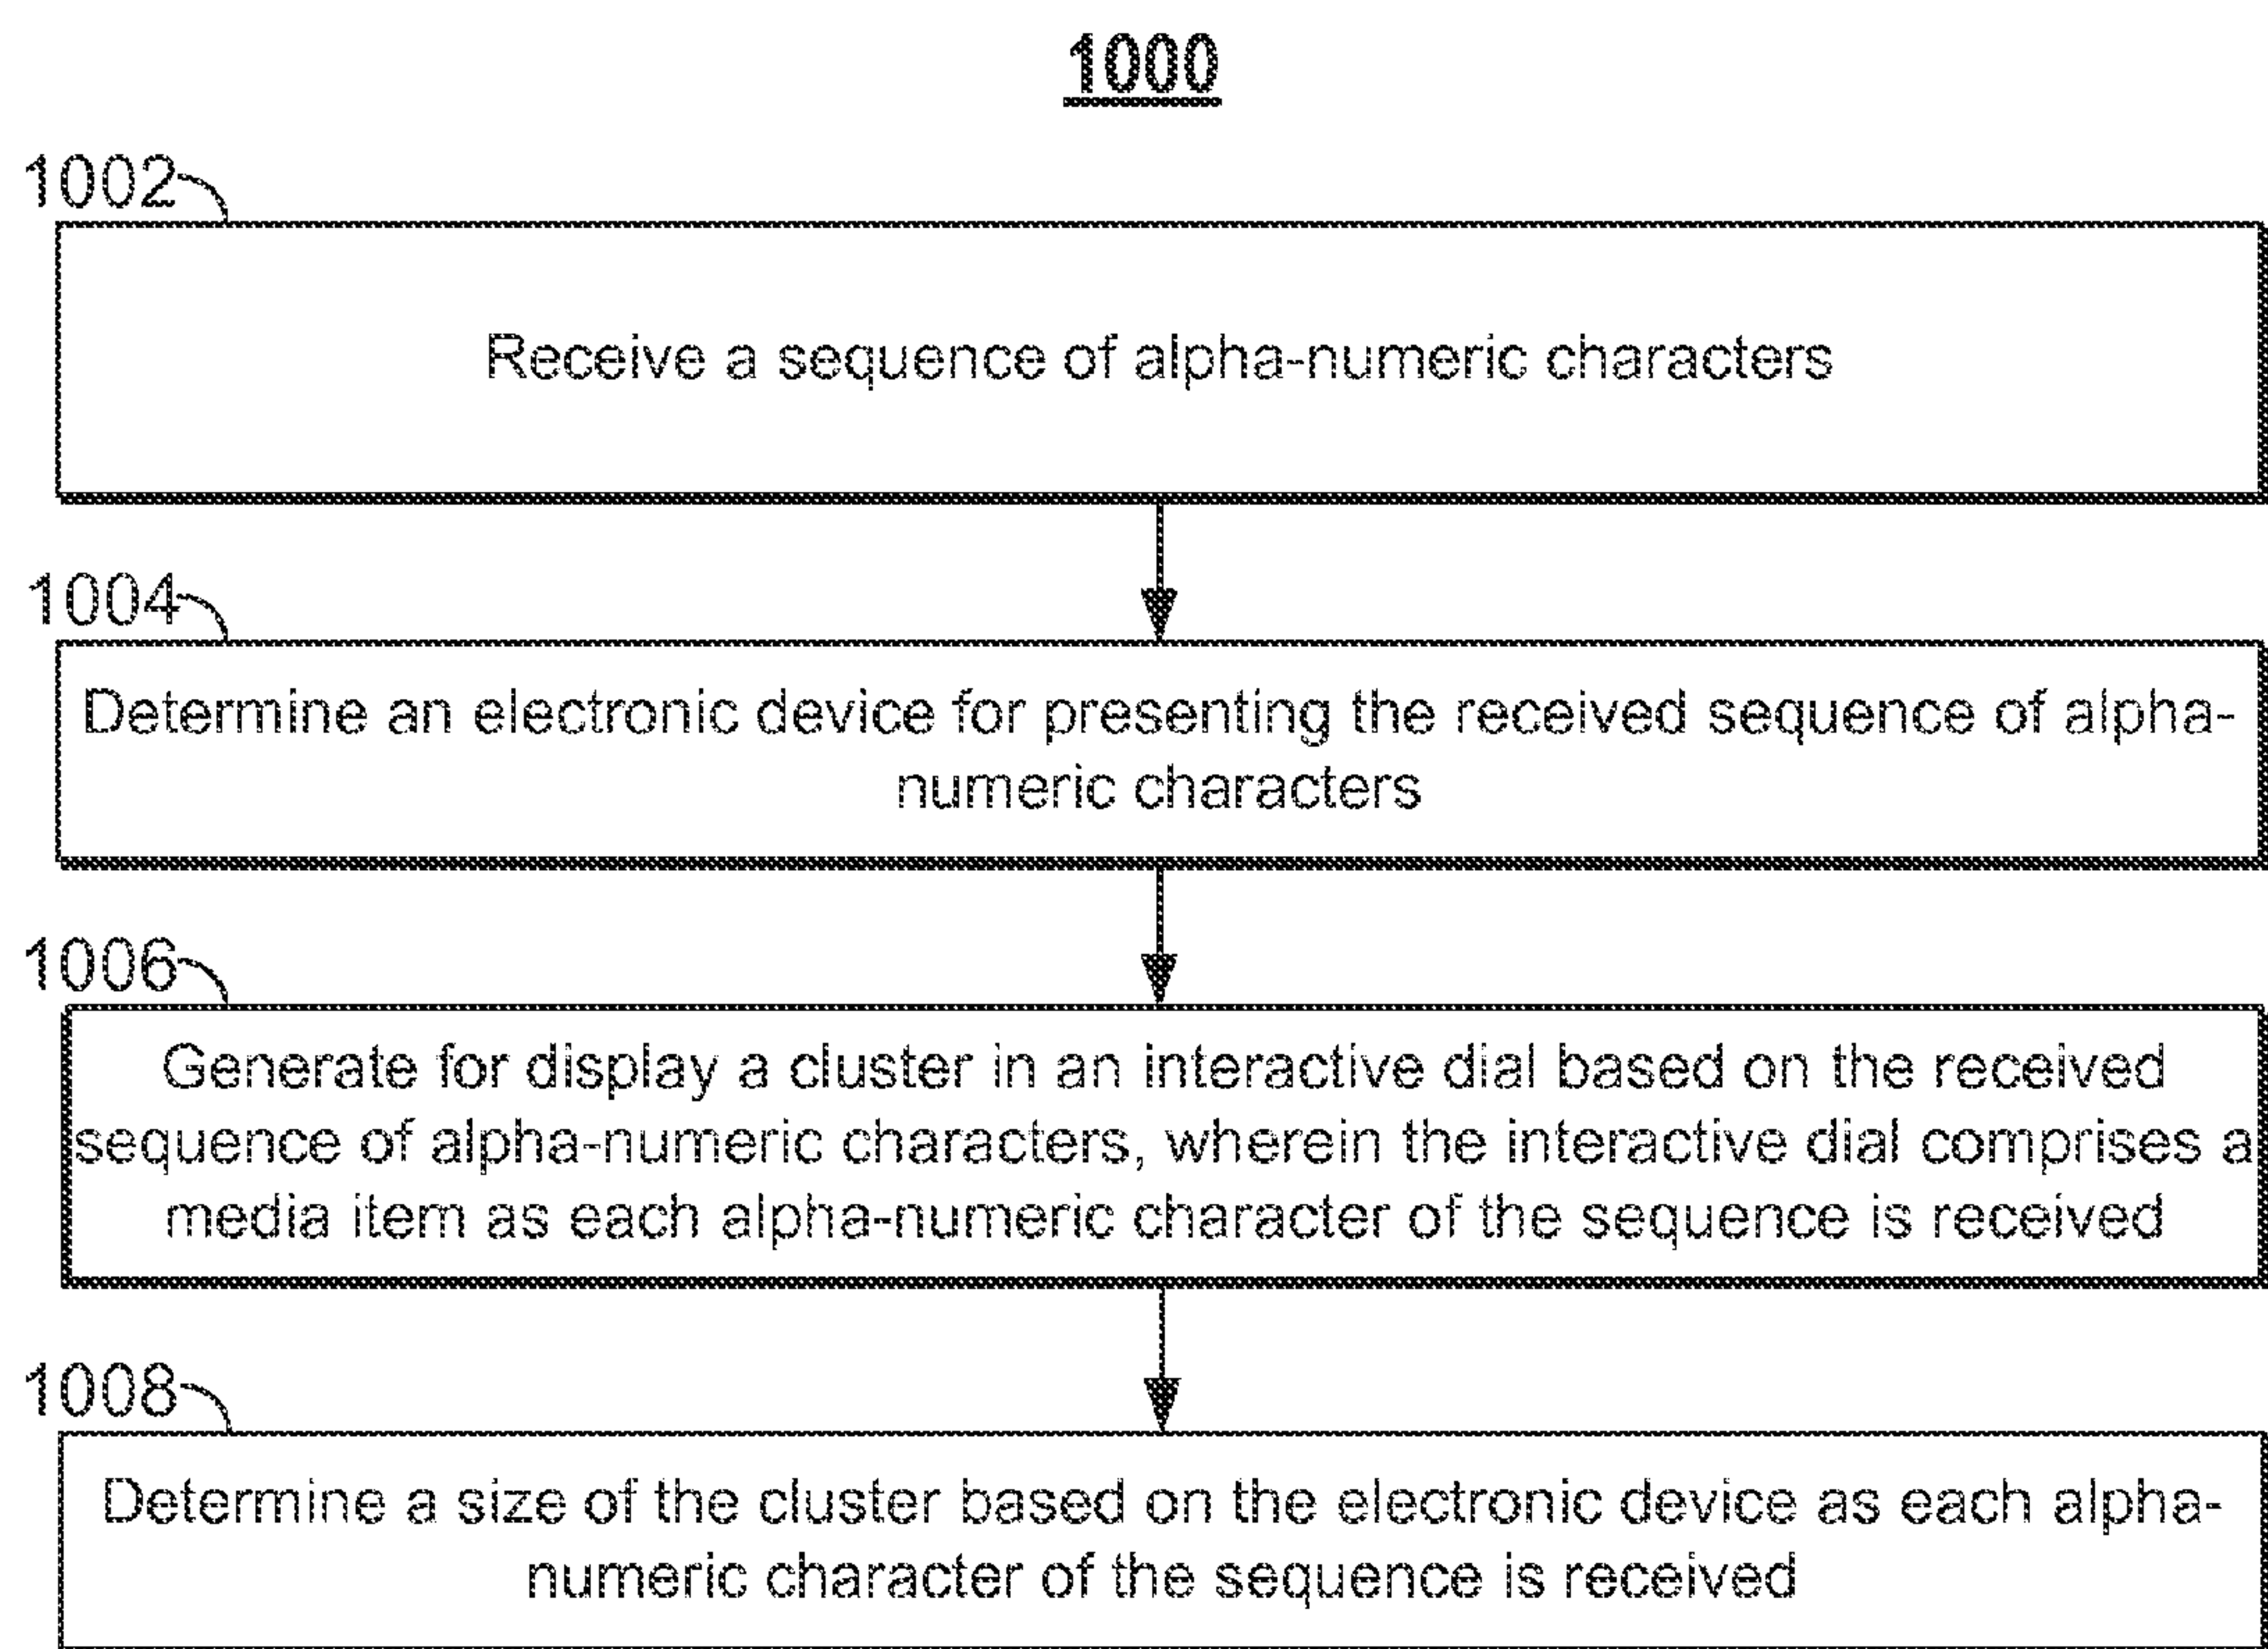 1000
1002
Receive a sequence of alpha-numeric characters
1004
Determine an electronic device for presenting the received sequence of alpha-
numeric characters
1006
Generate for display a cluster in an interactive dial based on the received
sequence of alpha-numeric characters, wherein the interactive dial comprises a
media item as each alpha-numeric character of the sequence is received
1008
Determine a size of the cluster based on the electronic device as each alpha-
numeric character of the sequence is received